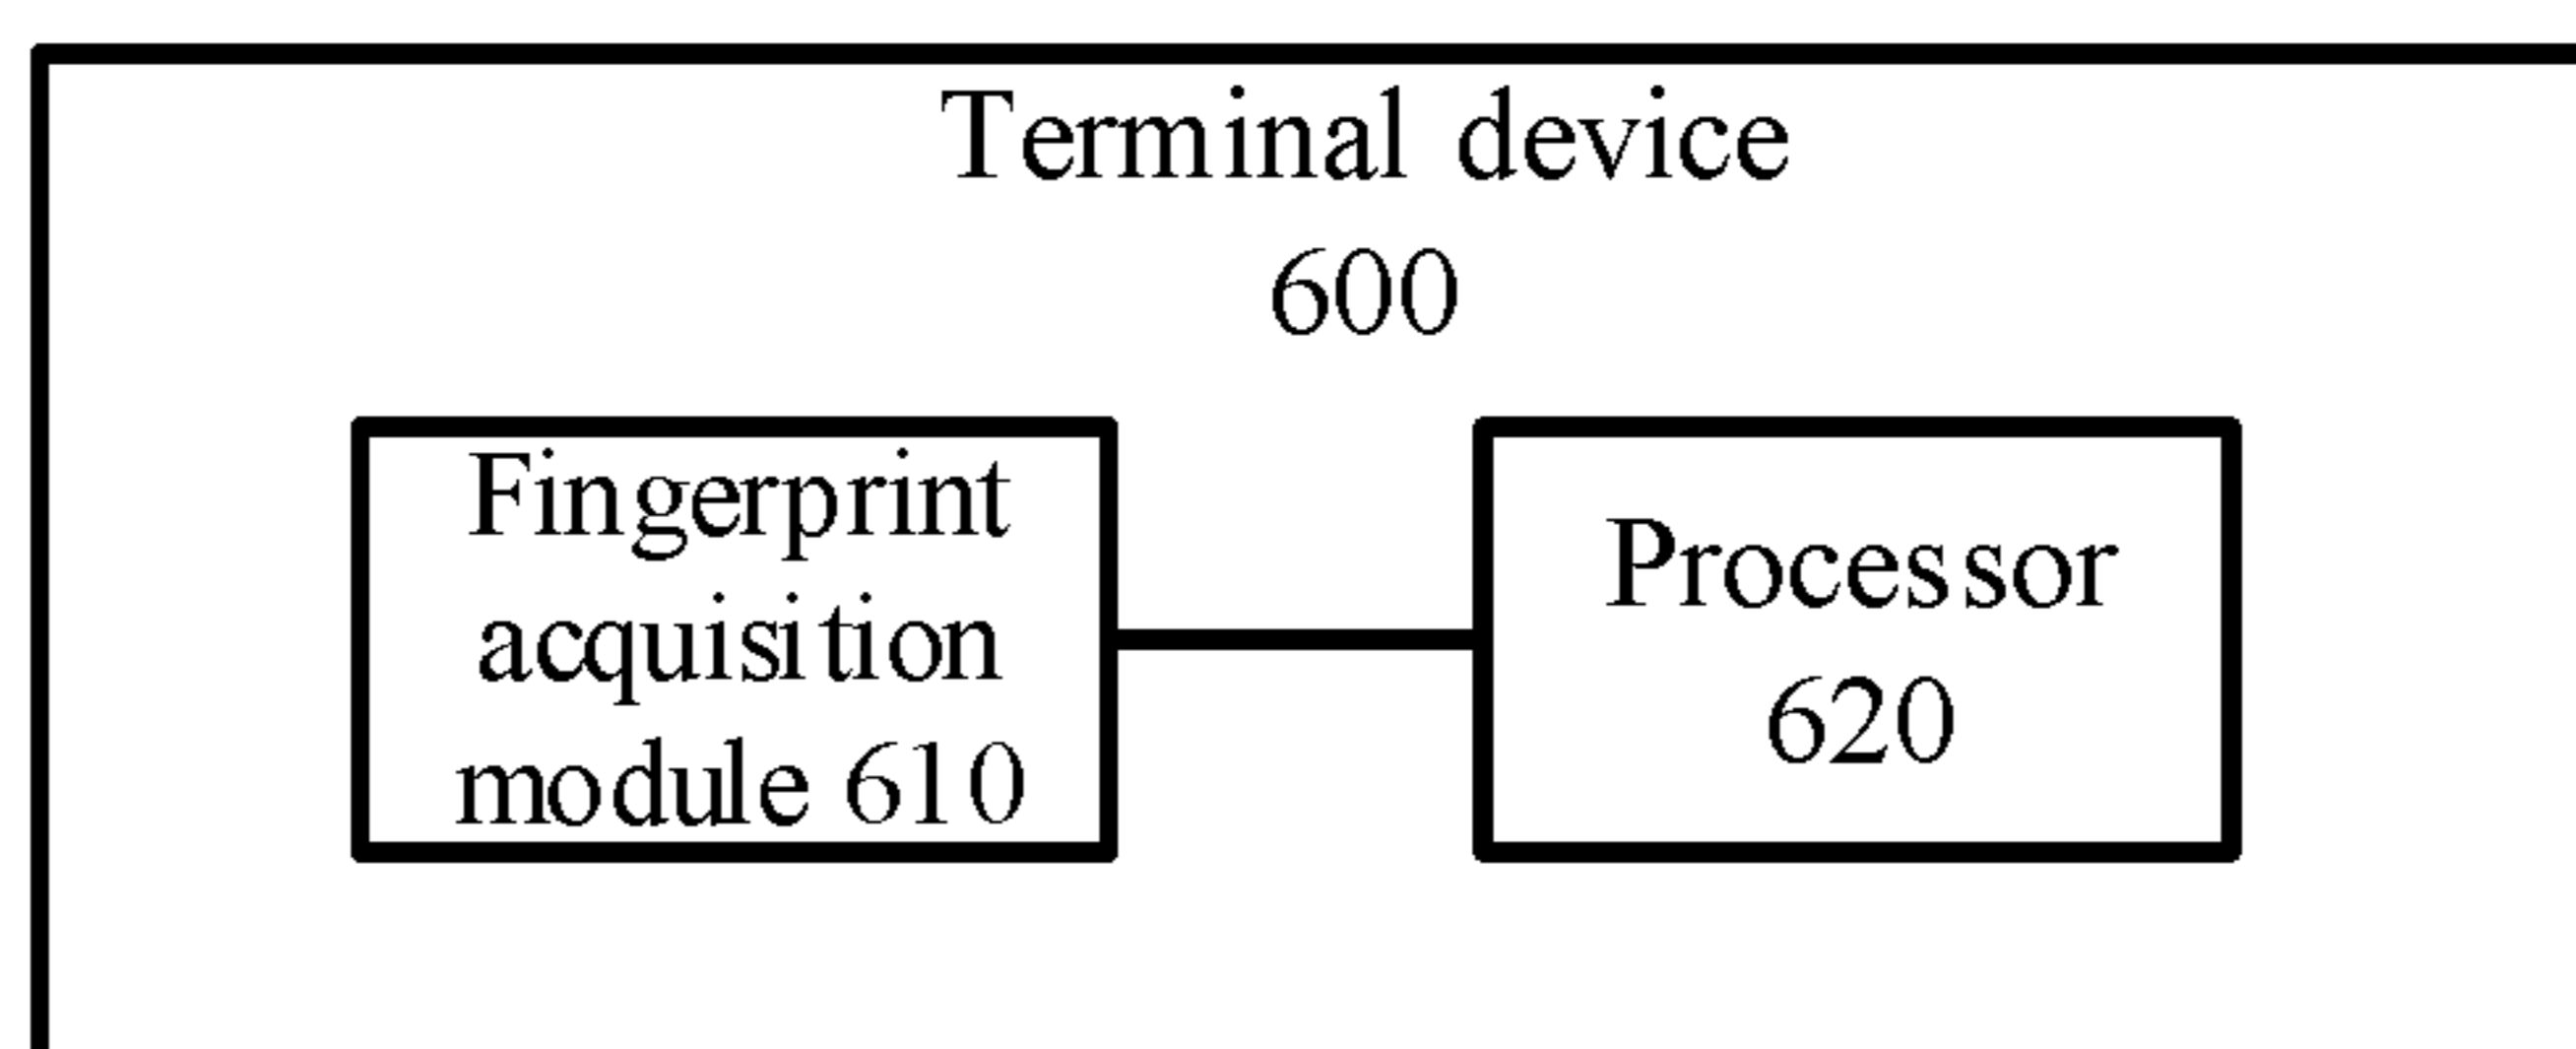 Terminal device
600
Fingerprint
acquisition
module 610
Processor
620